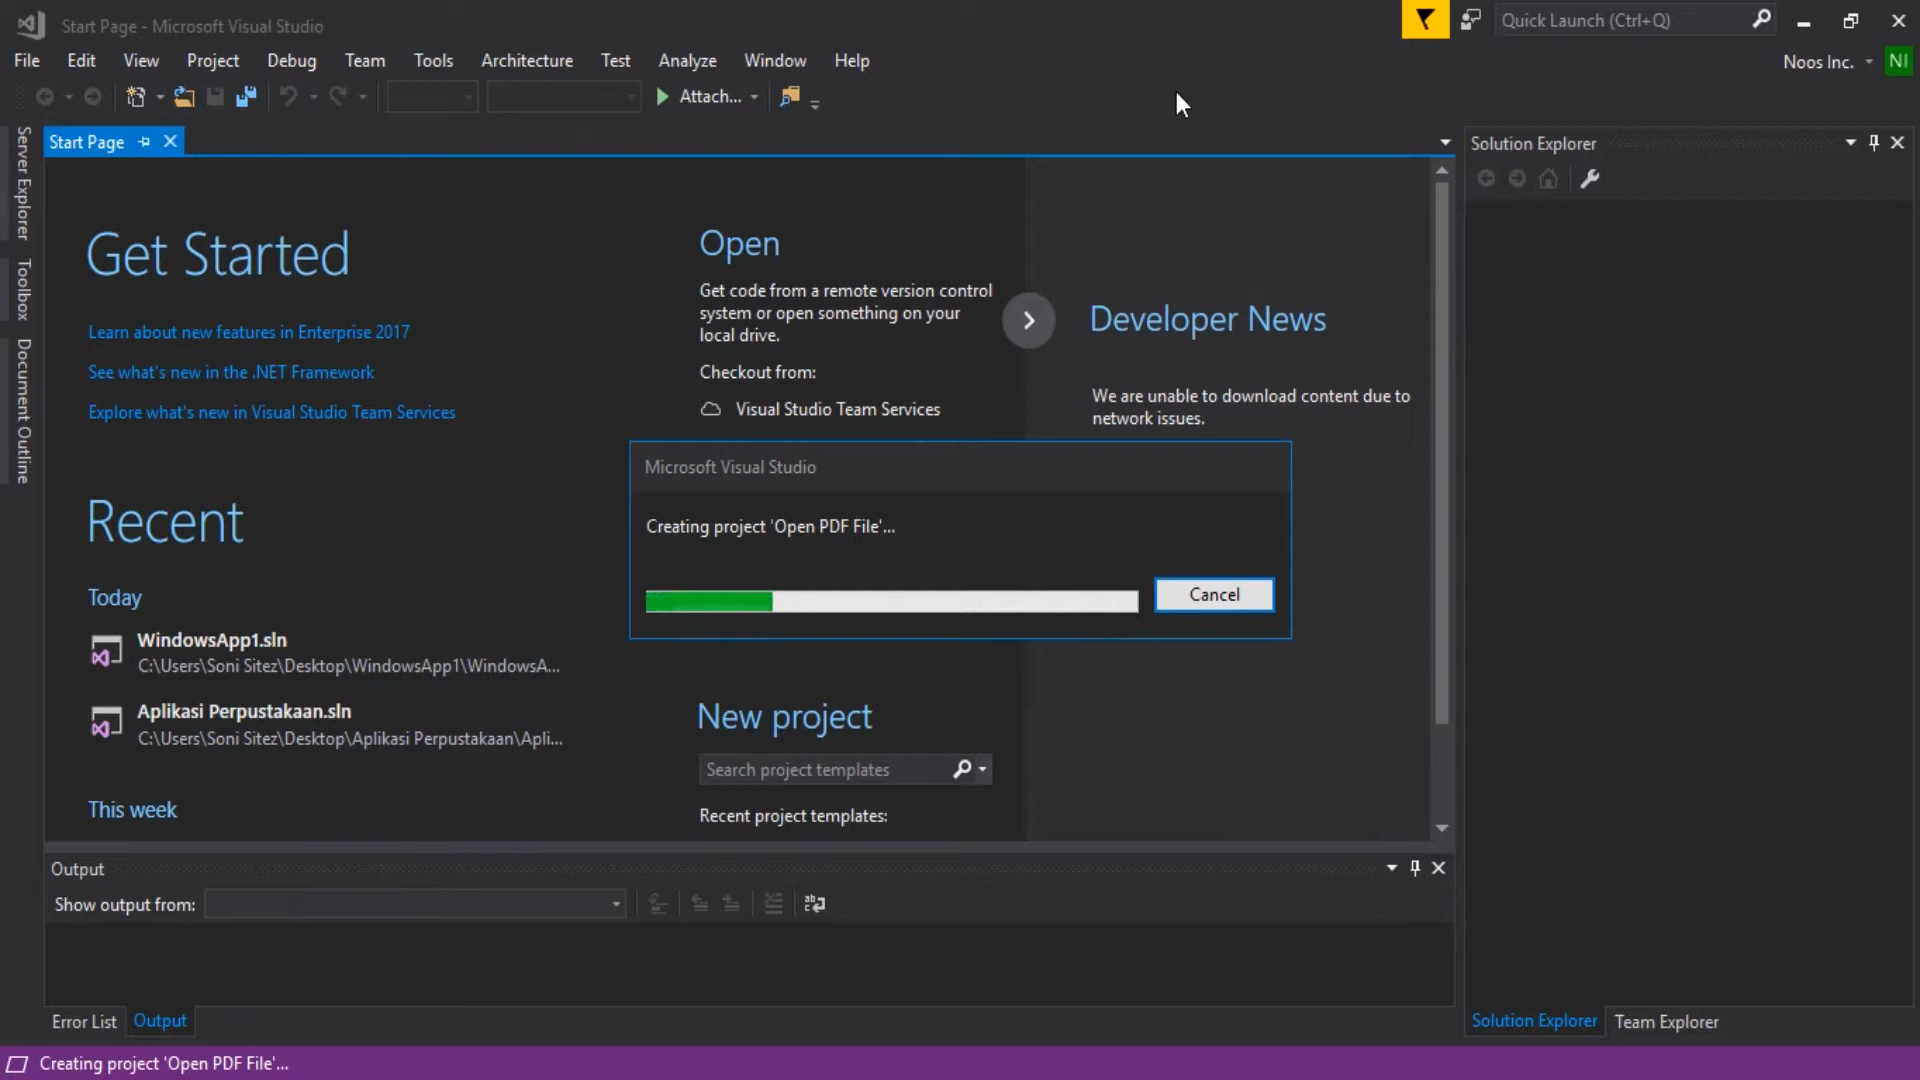 Start Page - Microsoft Visual Studio
Quick Launch (Ctrl+Q)
File Edit View Project Debug Team Tools Architecture Test Analyze Window Help
Noos Inc. NI
Attach...
Server Explorer
Toolbox
Document Outline
Start Page
Get Started
Learn about new features in Enterprise 2017
See what's new in the .NET Framework
Explore what's new in Visual Studio Team Services
Recent
Today
WindowsApp1.sln
C:\Users\Soni Sitez\Desktop\WindowsApp1\WindowsA...
Aplikasi Perpustakaan.sln
C:\Users\Soni Sitez\Desktop\Aplikasi Perpustakaan\Apli...
This week
Open
Get code from a remote version control
system or open something on your
local drive.
Checkout from:
Visual Studio Team Services
New project
Search project templates
Recent project templates:
Developer News
We are unable to download content due to
network issues.
Microsoft Visual Studio
Creating project 'Open PDF File'...
Cancel
Solution Explorer
Output
Show output from:
Error List Output
Solution Explorer Team Explorer
Creating project 'Open PDF File'...